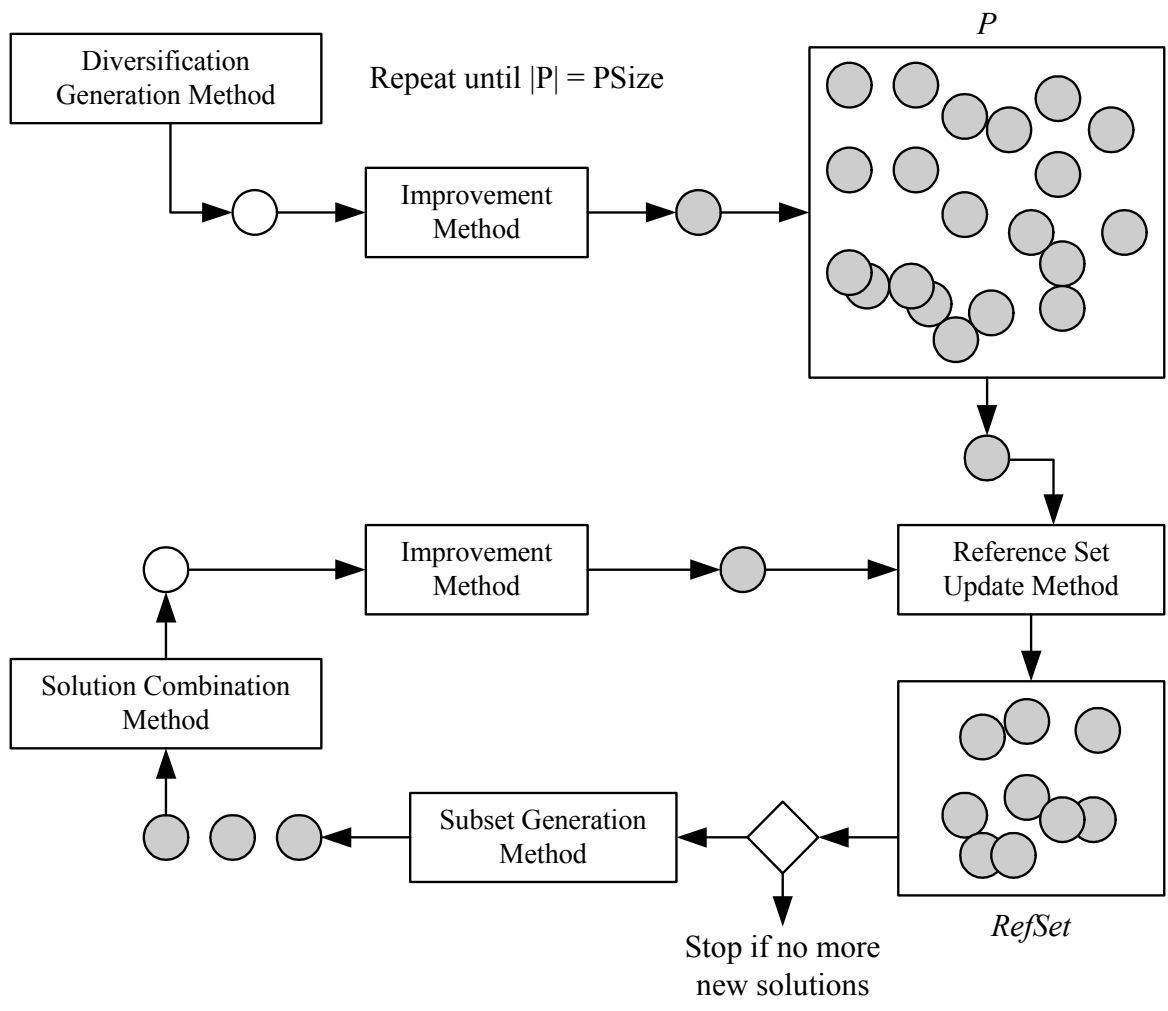 P
Diversification
Generation Method
Repeat until |P| = PSize
Improvement
Method
Improvement
Method
Reference Set
Update Method
Solution Combination
Method
Subset Generation
Method
RefSet
Stop if no more
new solutions